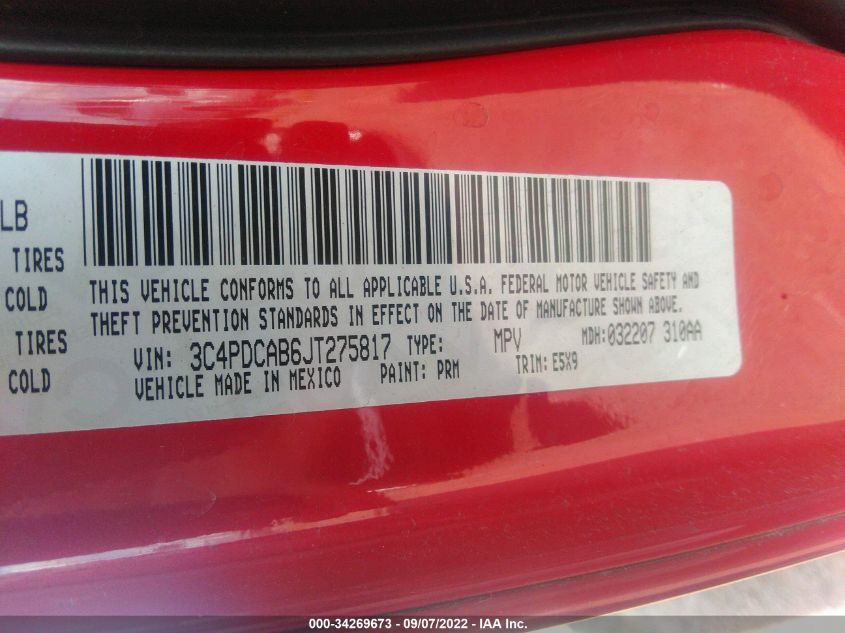 LB
TIRES
COLD
TIRES
COLD
THIS VEHICLE CONFORMS TO ALL APPLICABLE U.S.A. FEDERAL MOTOR VEHICLE SAFETY AND
THEFT PREVENTION STANDARDS IN EFFECT ON THE DATE OF MANUFACTURE SHOWN ABOVE.
VIN: 3C4PDCAB6JT275817 TYPE: MPV MDH:032207 310AA
VEHICLE MADE IN MEXICO PAINT: PRM TRIM: E5X9
000-34269673 - 09/07/2022 - IAA Inc.